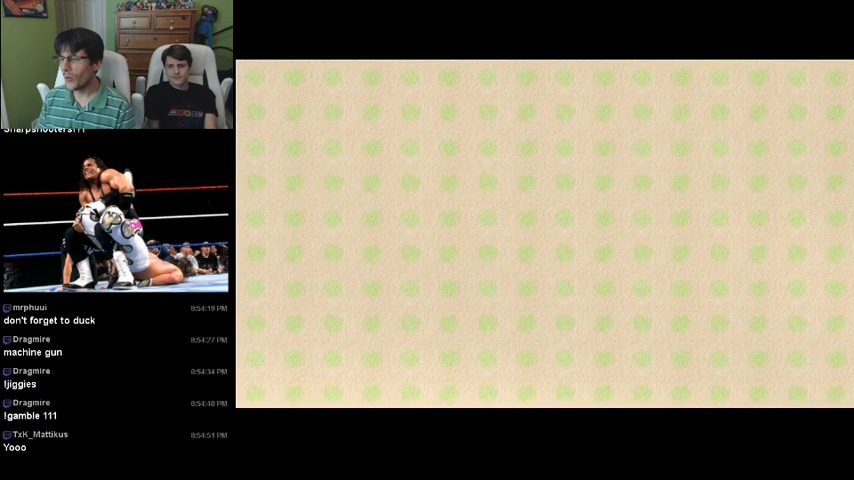 Sharpshooters!!!
mrphuui 8:54:19 PM
don't forget to duck
Dragmire 8:54:27 PM
machine gun
Dragmire 8:54:34 PM
!jiggies
Dragmire 8:54:40 PM
!gamble 111
TxK_Mattikus 8:54:51 PM
Yooo